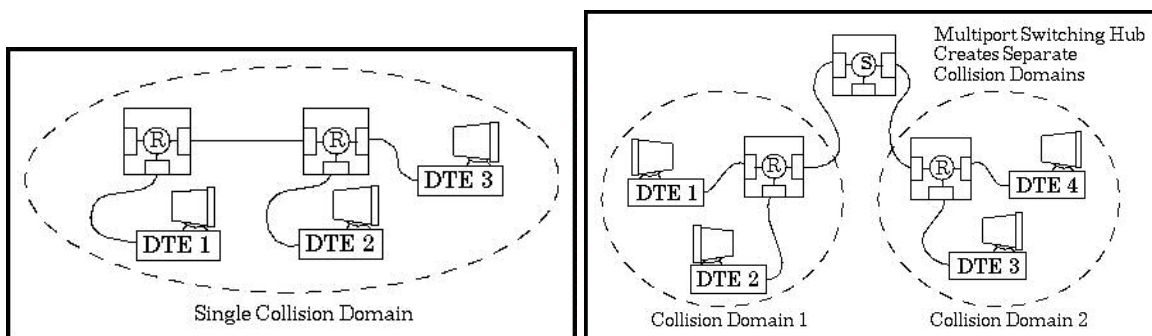 R
R
DTE 3
DTE 1
DTE 2
Single Collision Domain
Multiport Switching Hub
Creates Separate
Collision Domains
S
R
R
DTE 1
DTE 4
DTE 2
DTE 3
Collision Domain 1
Collision Domain 2